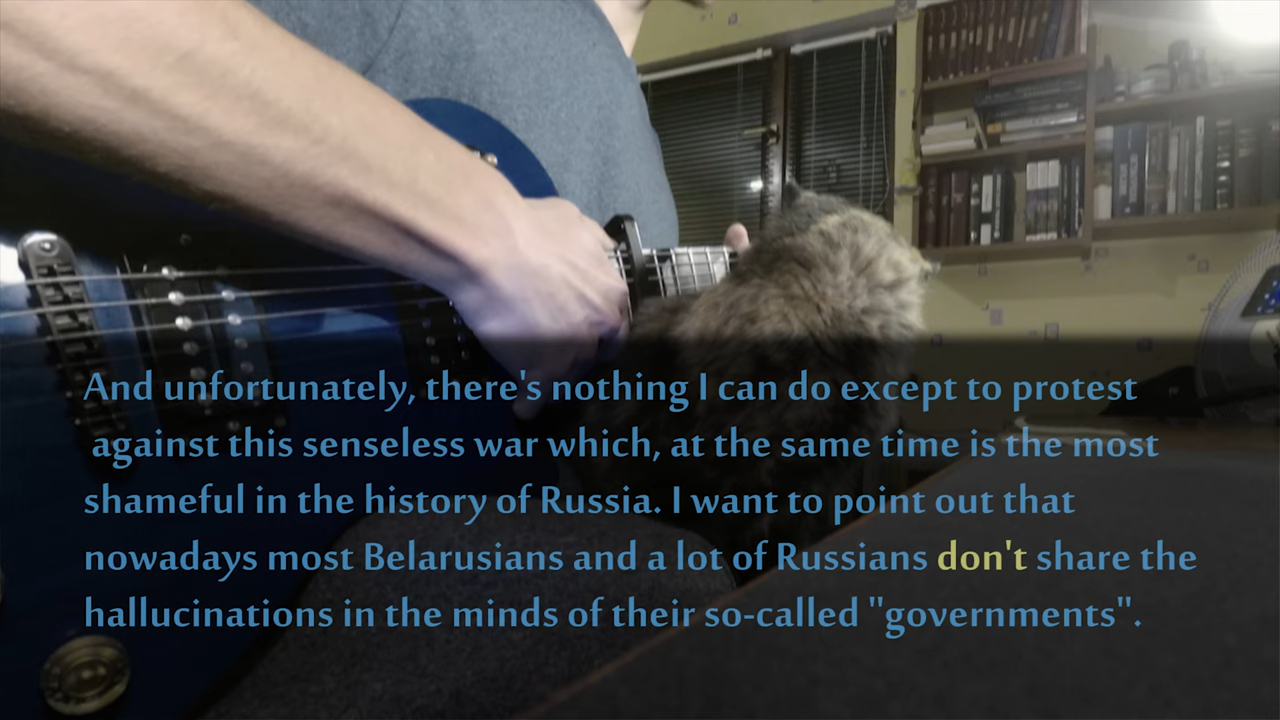 And unfortunately, there's nothing I can do except to protest
against this senseless war which, at the same time is the most
shameful in the history of Russia. I want to point out that
nowadays most Belarusians and a lot of Russians don't share the
hallucinations in the minds of their so-called "governments".